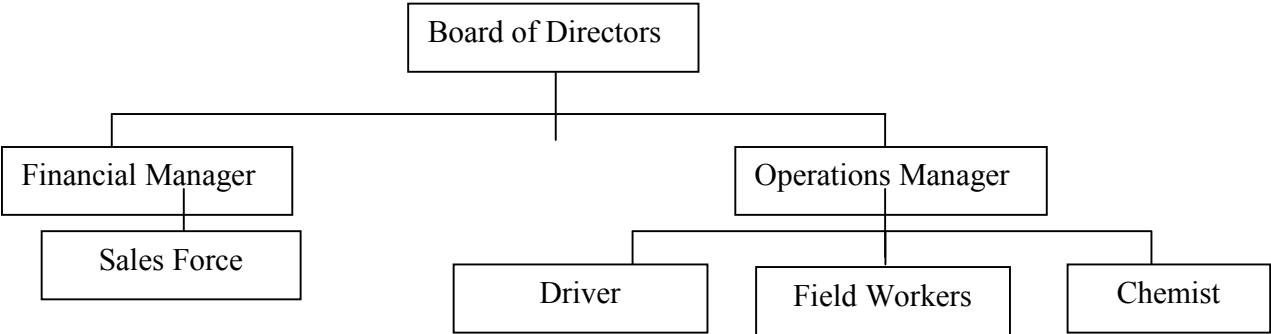 Board of Directors
Financial Manager
Operations Manager
Sales Force
Driver
Field Workers
Chemist